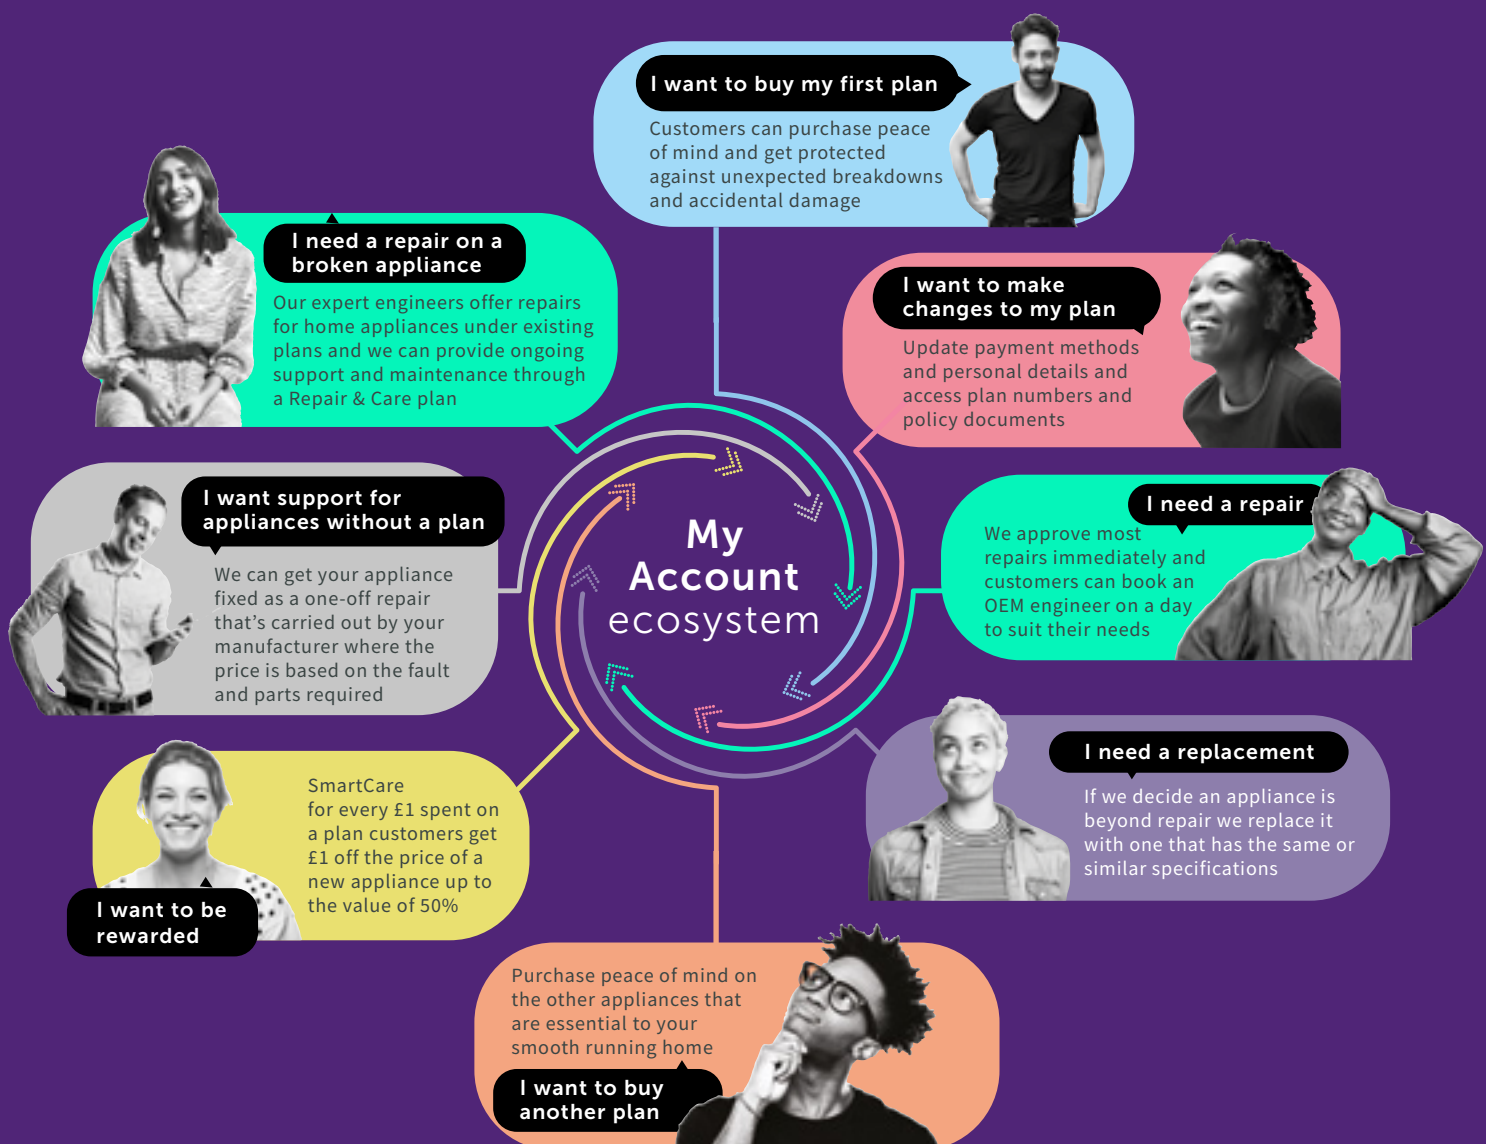 I want to buy my first plan
Customers can purchase peace
of mind and get protected
against unexpected breakdowns
and accidental damage
I need a repair on a
broken appliance
Our expert engineers offer repairs
for home appliances under existing
plans and we can provide ongoing
support and maintenance through
a Repair & Care plan
I want to make
changes to my plan
Update payment methods
and personal details and
access plan numbers and
policy documents
I want support for
appliances without a plan
We can get your appliance
fixed as a one-off repair
that's carried out by your
manufacturer where the
price is based on the fault
and parts required
My
Account
ecosystem
I need a repair
We approve most
repairs immediately and
customers can book an
OEM engineer on a day
to suit their needs
I need a replacement
If we decide an appliance is
beyond repair we replace it
with one that has the same or
similar specifications
SmartCare
for every £1 spent on
a plan customers get
£1 off the price of a
new appliance up to
the value of 50%
I want to be
rewarded
Purchase peace of mind on
the other appliances that
are essential to your
smooth running home
I want to buy
another plan